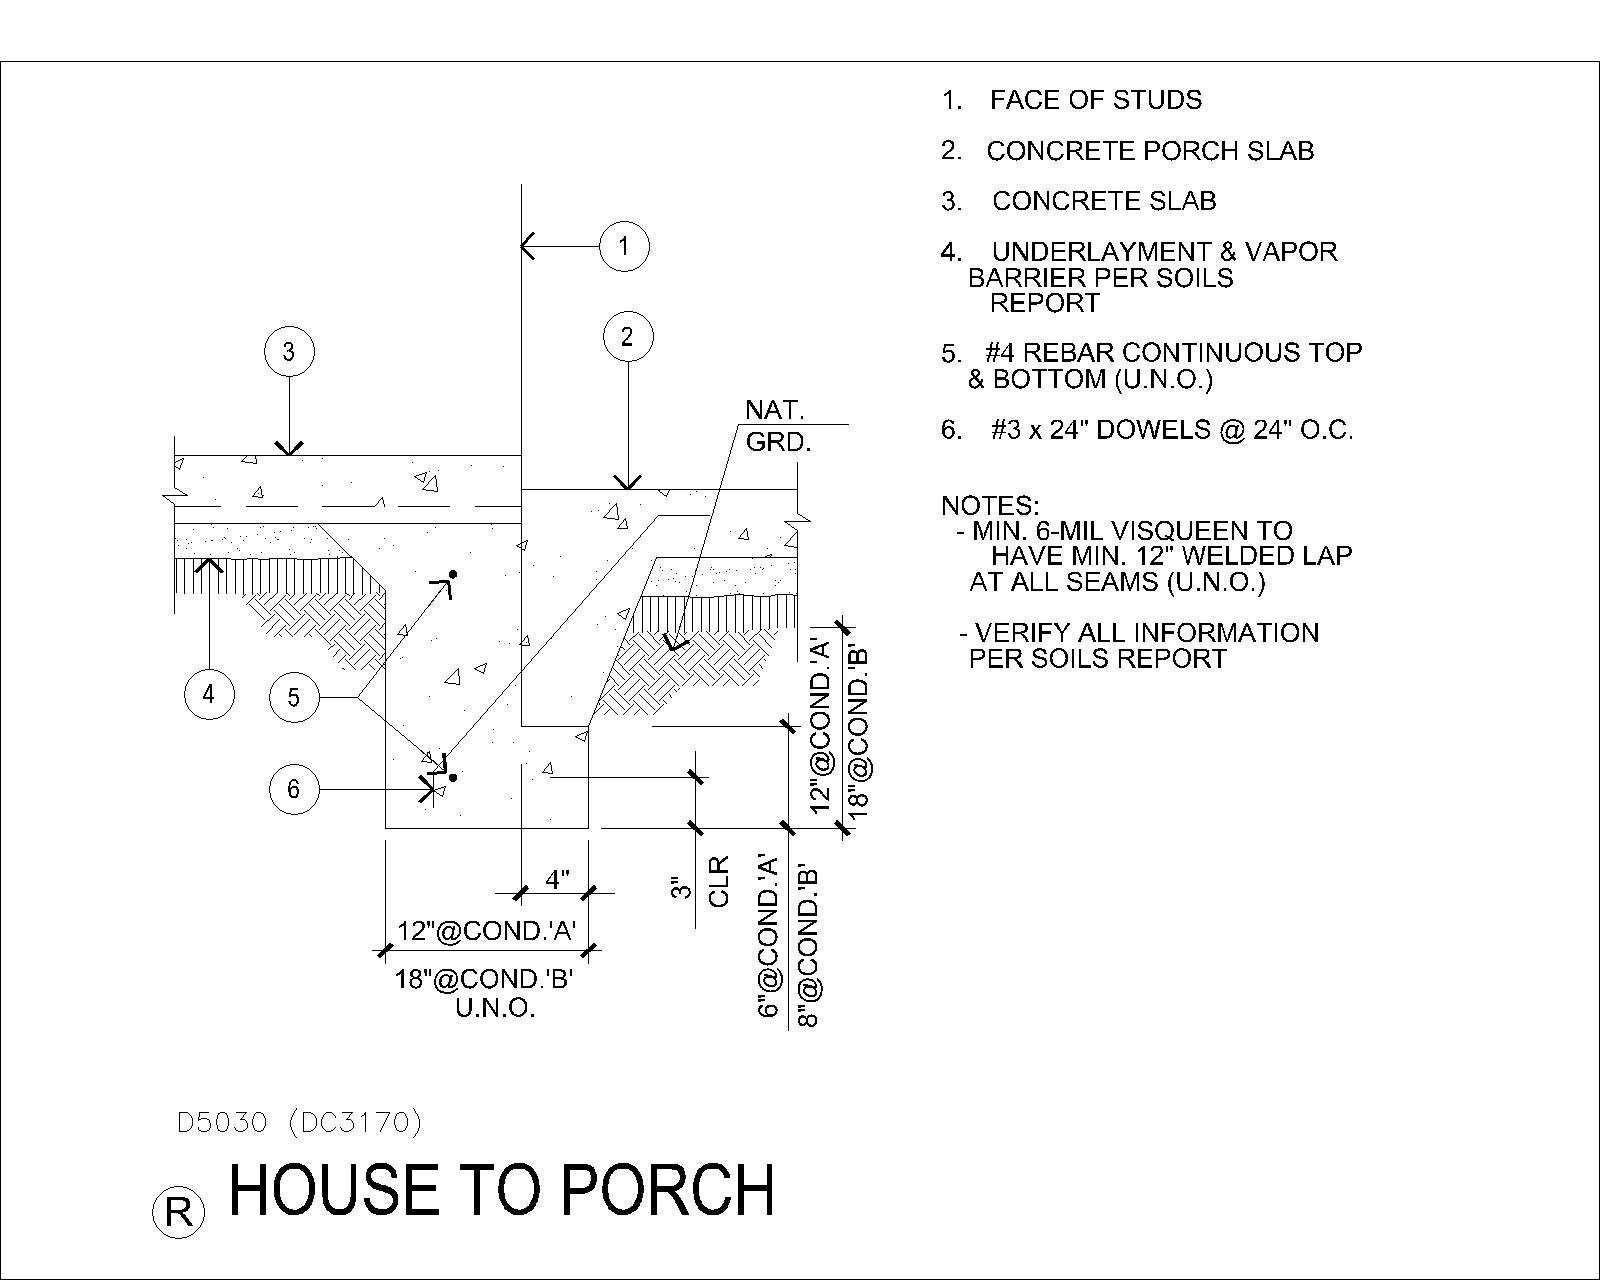 1. FACE OF STUDS
2. CONCRETE PORCH SLAB
3. CONCRETE SLAB
4. UNDERLAYMENT & VAPOR
BARRIER PER SOILS
REPORT
5. #4 REBAR CONTINUOUS TOP
& BOTTOM (U.N.O.)
6. #3 x 24" DOWELS @ 24" O.C.
NOTES:
- MIN. 6-MIL VISQUEEN TO
HAVE MIN. 12" WELDED LAP
AT ALL SEAMS (U.N.O.)
- VERIFY ALL INFORMATION
PER SOILS REPORT
1
2
3
NAT.
GRD.
4
5
6
12"@COND.'A'
18"@COND.'B'
4"
3"
CLR
6"@COND.'A'
8"@COND.'B'
12"@COND.'A'
18"@COND.'B'
U.N.O.
D5030 (DC3170)
R HOUSE TO PORCH